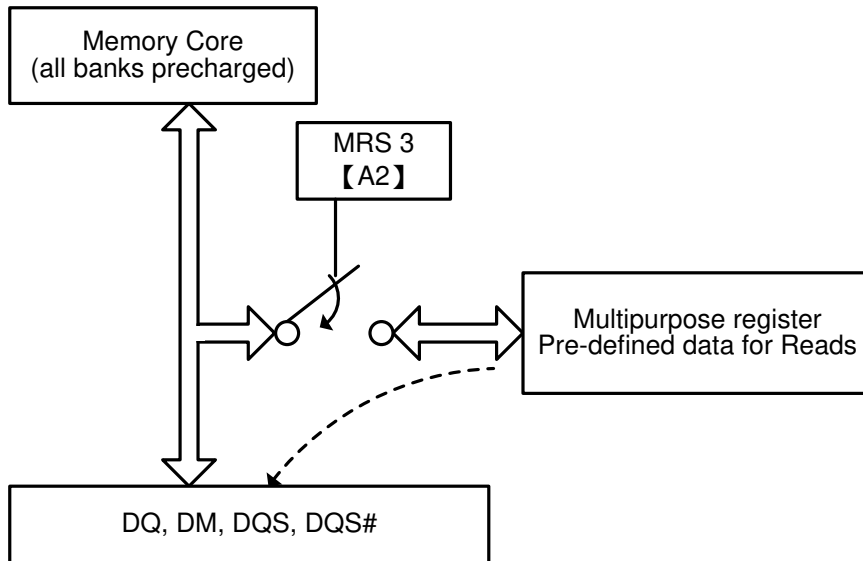 Memory Core
(all banks precharged)
MRS 3
【A2】
Multipurpose register
Pre-defined data for Reads
DQ, DM, DQS, DQS#